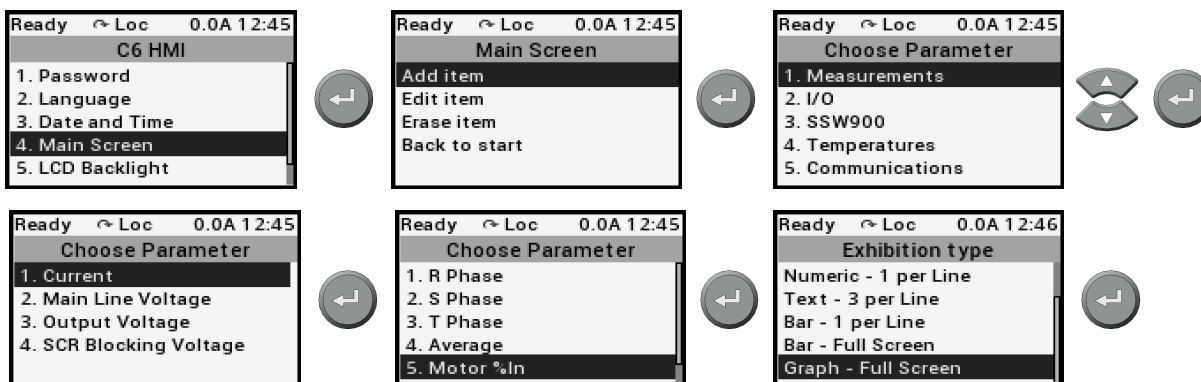 Ready Loc 0.0A 12:45
C6 HMI
1. Password
2. Language
3. Date and Time
4. Main Screen
5. LCD Backlight
Ready Loc 0.0A 12:45
Main Screen
Add item
Edit item
Erase item
Back to start
Ready Loc 0.0A 12:45
Choose Parameter
1. Measurements
2. I/O
3. SSW900
4. Temperatures
5. Communications
Ready Loc 0.0A 12:45
Choose Parameter
1. Current
2. Main Line Voltage
3. Output Voltage
4. SCR Blocking Voltage
Ready Loc 0.0A 12:45
Choose Parameter
1. R Phase
2. S Phase
3. T Phase
4. Average
5. Motor %In
Ready Loc 0.0A 12:46
Exhibition type
Numeric - 1 per Line
Text - 3 per Line
Bar - 1 per Line
Bar - Full Screen
Graph - Full Screen